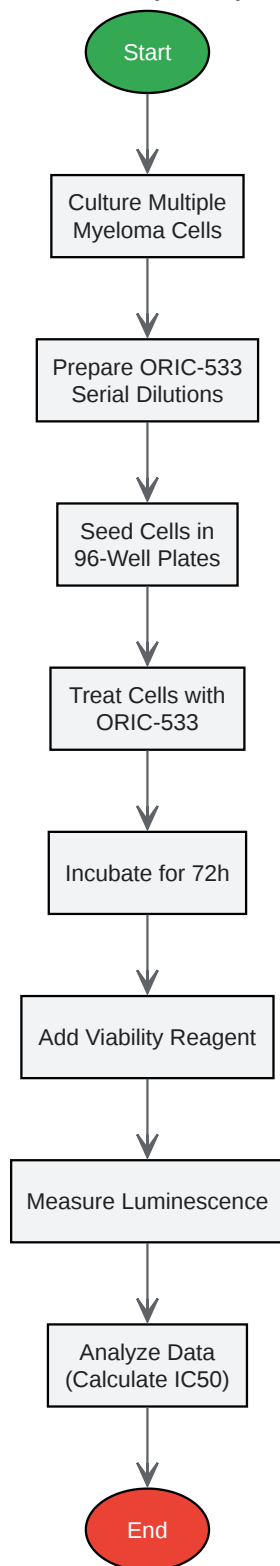 Start
Culture Multiple
Myeloma Cells
Prepare ORIC-533
Serial Dilutions
Seed Cells in
96-Well Plates
Treat Cells with
ORIC-533
Incubate for 72h
Add Viability Reagent
Measure Luminescence
Analyze Data
(Calculate IC50)
End